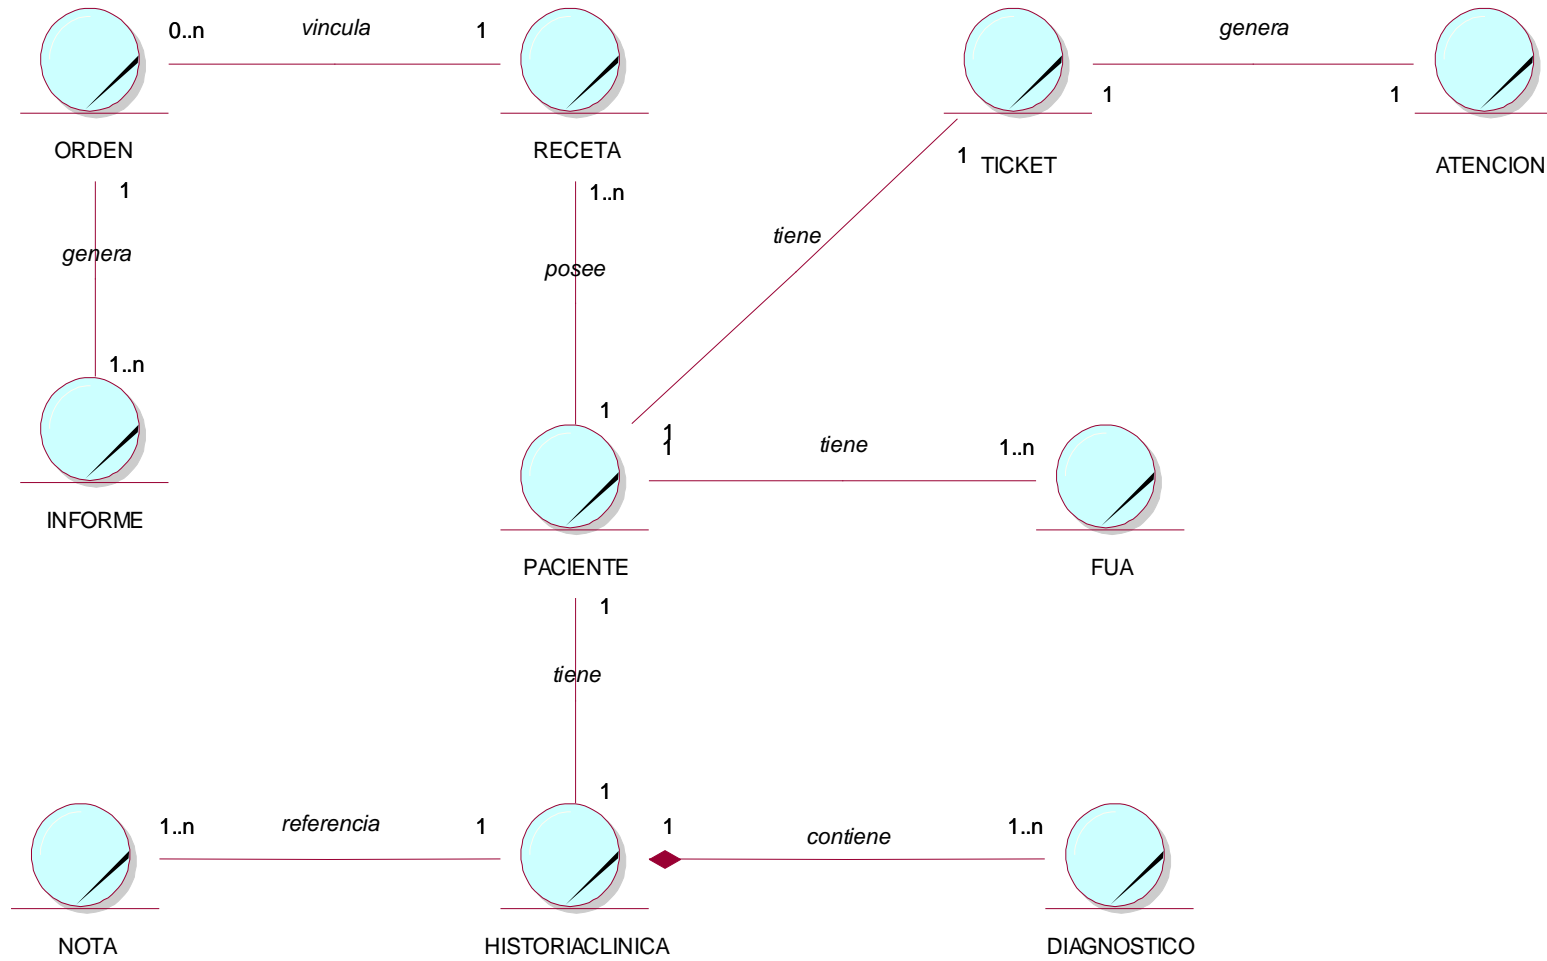 0..n vincula 1
genera
1 1
ORDEN RECETA TICKET ATENCION
1 1..n 1
genera posee tiene
1..n
1 1
1 tiene 1..n
INFORME PACIENTE FUA
1
tiene
1
1..n referencia 1 1 contiene 1..n
NOTA HISTORIACLINICA DIAGNOSTICO